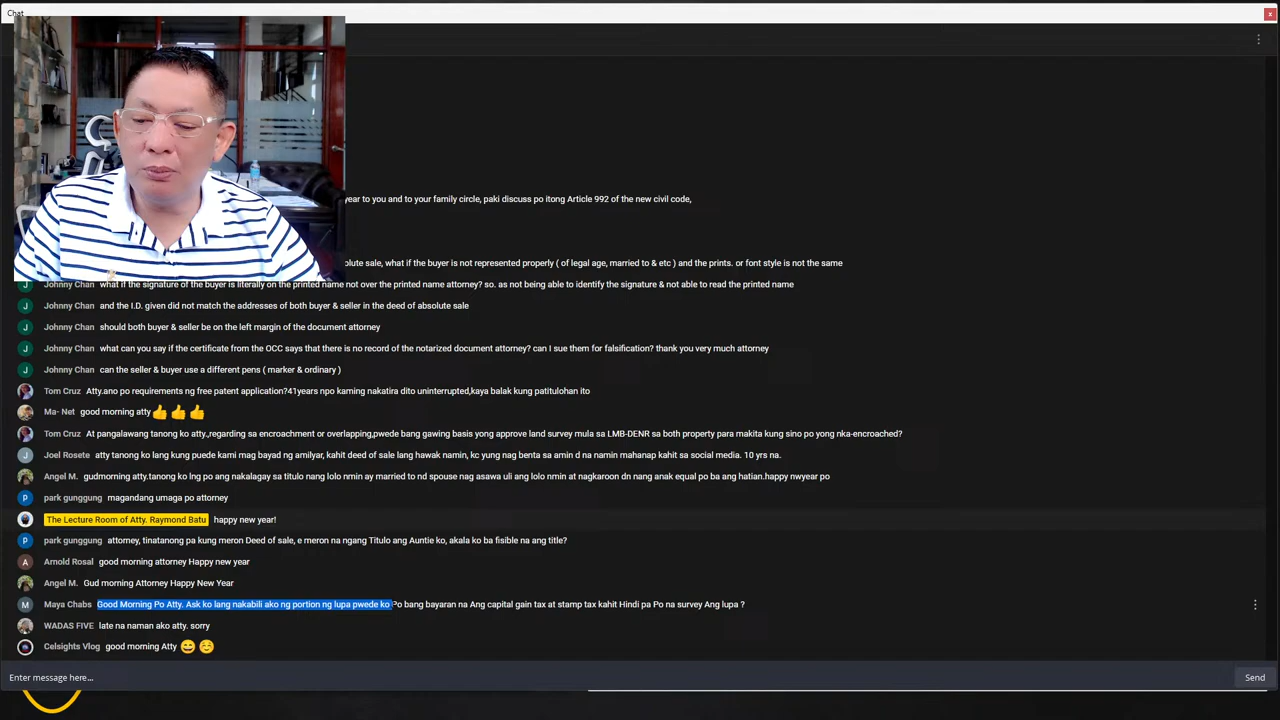 Chat
year to you and to your family circle, paki discuss po itong Article 992 of the new civil code,
solute sale, what if the buyer is not represented properly ( of legal age, married to & etc ) and the prints. or font style is not the same
J Johnny Chan what if the signature of the buyer is literally on the printed name not over the printed name attorney? so. as not being able to identify the signature & not able to read the printed name
J Johnny Chan and the I.D. given did not match the addresses of both buyer & seller in the deed of absolute sale
J Johnny Chan should both buyer & seller be on the left margin of the document attorney
J Johnny Chan what can you say if the certificate from the OCC says that there is no record of the notarized document attorney? can I sue them for falsification? thank you very much attorney
J Johnny Chan can the seller & buyer use a different pens ( marker & ordinary )
Tom Cruz Atty.ano po requirements ng free patent application?41years npo kaming nakatira dito uninterrupted,kaya balak kung patitulohan ito
Ma- Net good morning atty👍👍👍
Tom Cruz At pangalawang tanong ko atty.,regarding sa encroachment or overlapping,pwede bang gawing basis yong approve land survey mula sa LMB-DENR sa both property para makita kung sino po yong nka-encroached?
J Joel Rosete atty tanong ko lang kung puede kami mag bayad ng amilyar, kahit deed of sale lang hawak namin, kc yung nag benta sa amin d na namin mahanap kahit sa social media. 10 yrs na.
Angel M. gudmorning atty.tanong ko lng po ang nakalagay sa titulo nang lolo nmin ay married to nd spouse nag asawa uli ang lolo nmin at nagkaroon dn nang anak equal po ba ang hatian.happy nwyear po
p park gunggung magandang umaga po attorney
The Lecture Room of Atty. Raymond Batu happy new year!
p park gunggung attorney, tinatanong pa kung meron Deed of sale, e meron na ngang Titulo ang Auntie ko, akala ko ba fisible na ang title?
A Arnold Rosal good morning attorney Happy new year
Angel M. Gud morning Attorney Happy New Year
M Maya Chabs Good Morning Po Atty. Ask ko lang nakabili ako ng portion ng lupa pwede ko Po bang bayaran na Ang capital gain tax at stamp tax kahit Hindi pa Po na survey Ang lupa ?
WADAS FIVE late na naman ako atty. sorry
Celsights Vlog good morning Atty 😄 ☺️
Enter message here...
Send